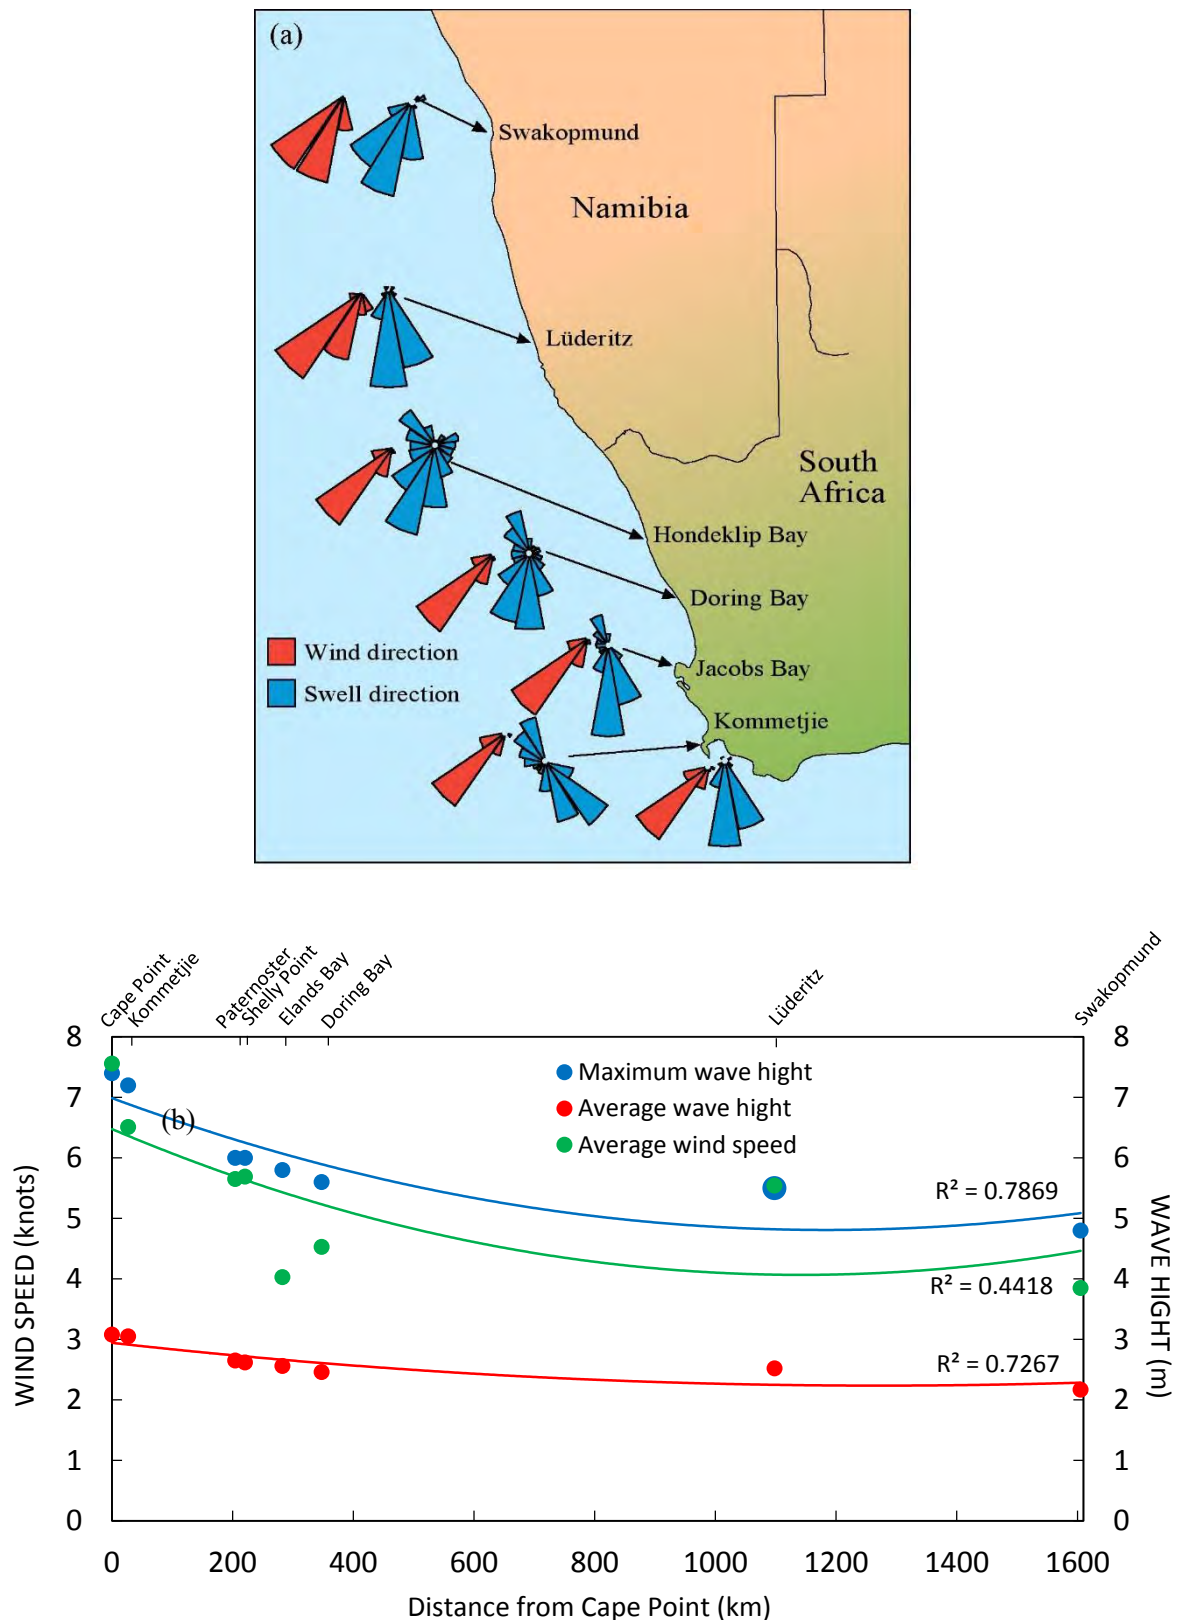 (a)
Swakopmund
Namibia
Lüderitz
South
Africa
Hondeklip Bay
Doring Bay
Wind direction
Jacobs Bay
Swell direction
Kommetjie
Cape Point
Kommetjie
Paternoster
Shelly Point
Elands Bay
Doring Bay
Lüderitz
Swakopmund
8
7
6
5
4
3
2
1
0
WIND SPEED (knots)
(b)
Maximum wave hight
Average wave hight
Average wind speed
R² = 0.7869
R² = 0.4418
R² = 0.7267
8
7
6
5
4
3
2
1
0
WAVE HIGHT (m)
0 200 400 600 800 1000 1200 1400 1600
Distance from Cape Point (km)